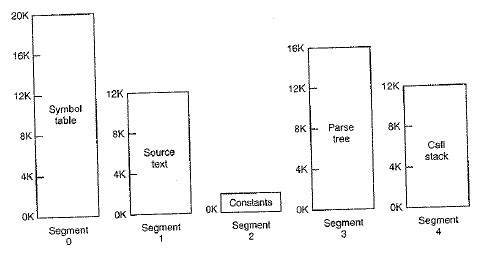 20K
16K
12K
8K
4K
0K
Symbol
table
Segment
0
12K
8K
4K
0K
Source
text
Segment
1
0K
Constants
Segment
2
16K
12K
8K
4K
0K
Parse
tree
Segment
3
12K
8K
4K
0K
Call
stack
Segment
4